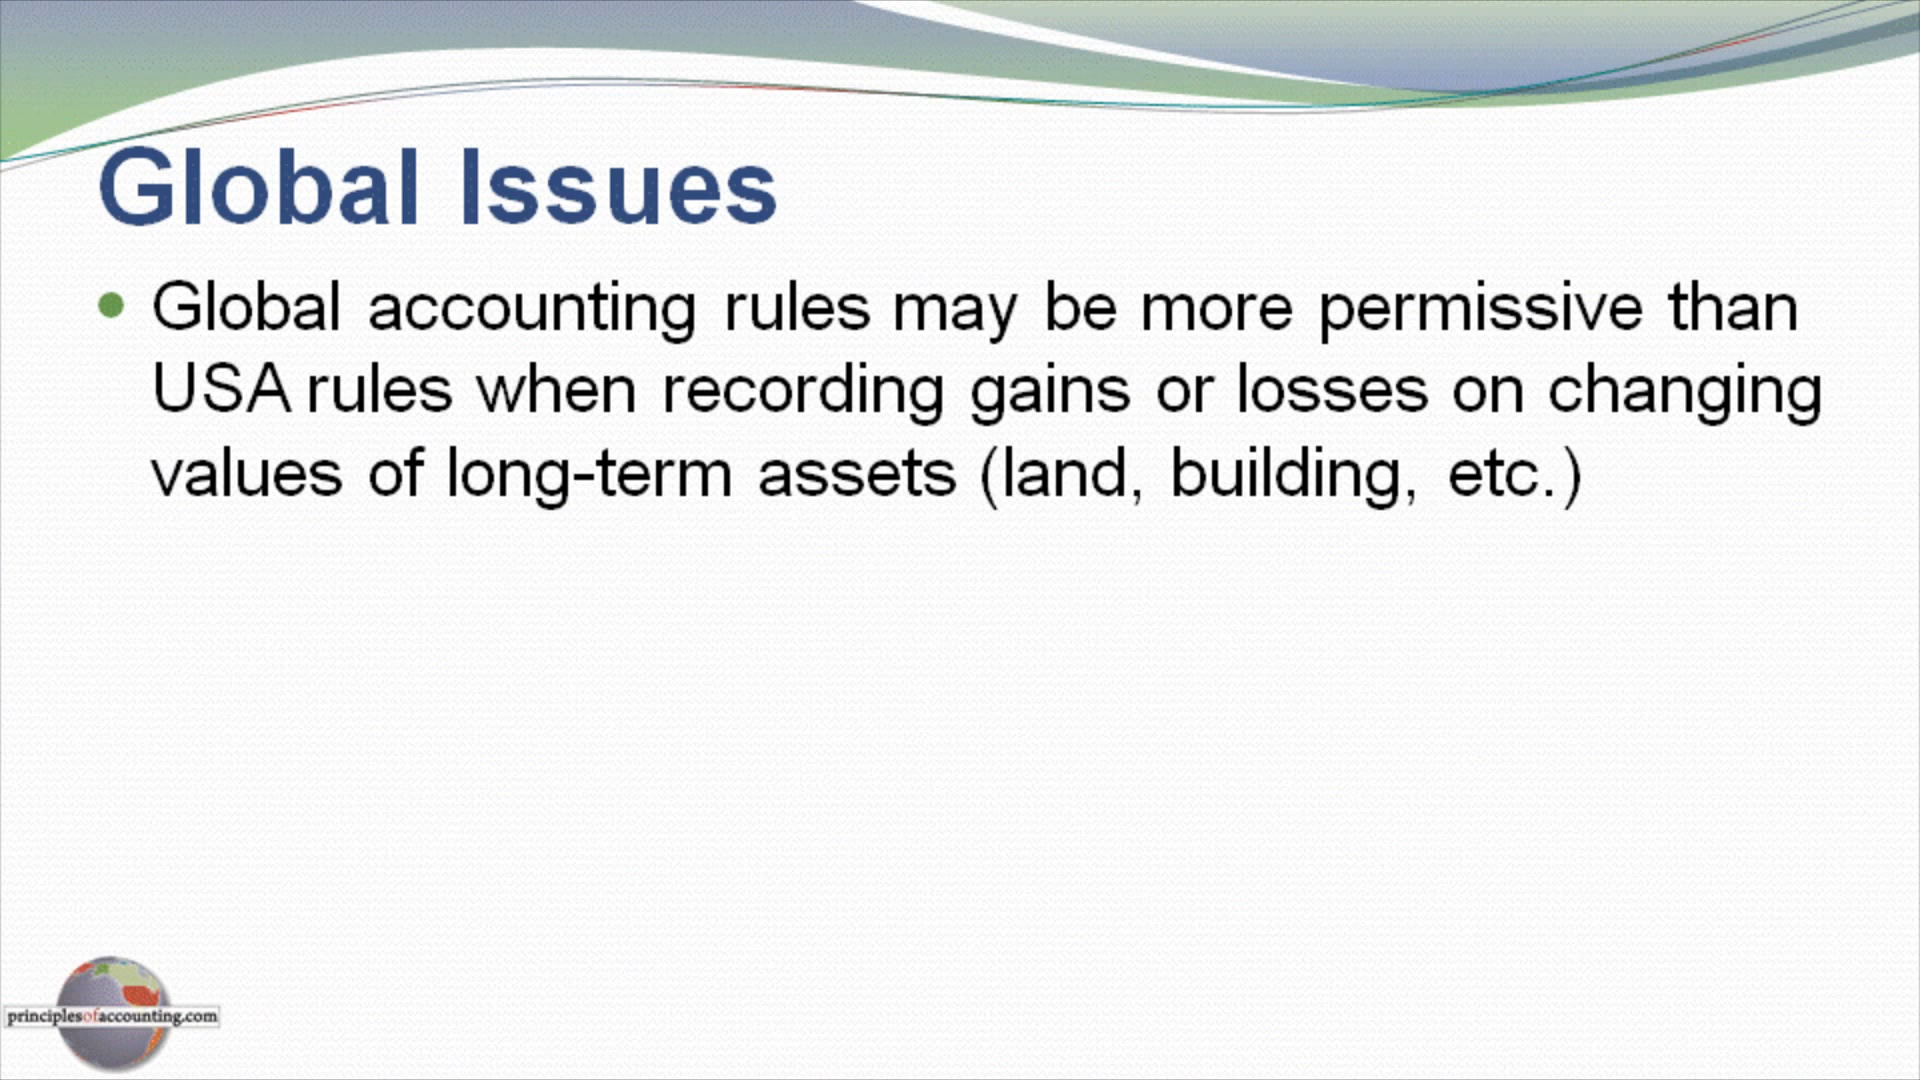 Global Issues
• Global accounting rules may be more permissive than
USA rules when recording gains or losses on changing
values of long-term assets (land, building, etc.)
principlesofaccounting.com